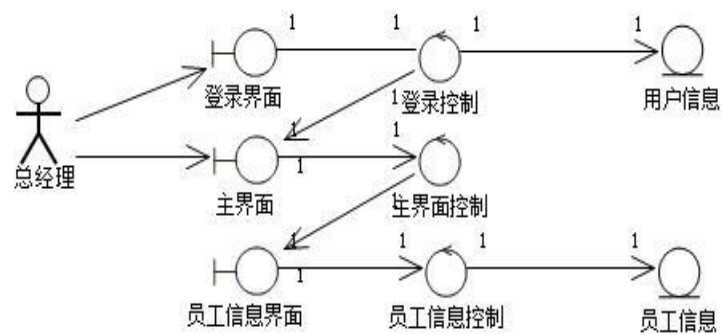 1 1 1 1
登录界面 1 登录控制 用户信息
1 1
总经理 1
主界面 1 主界面控制
1 1 1 1
1
员工信息界面 员工信息控制 员工信息